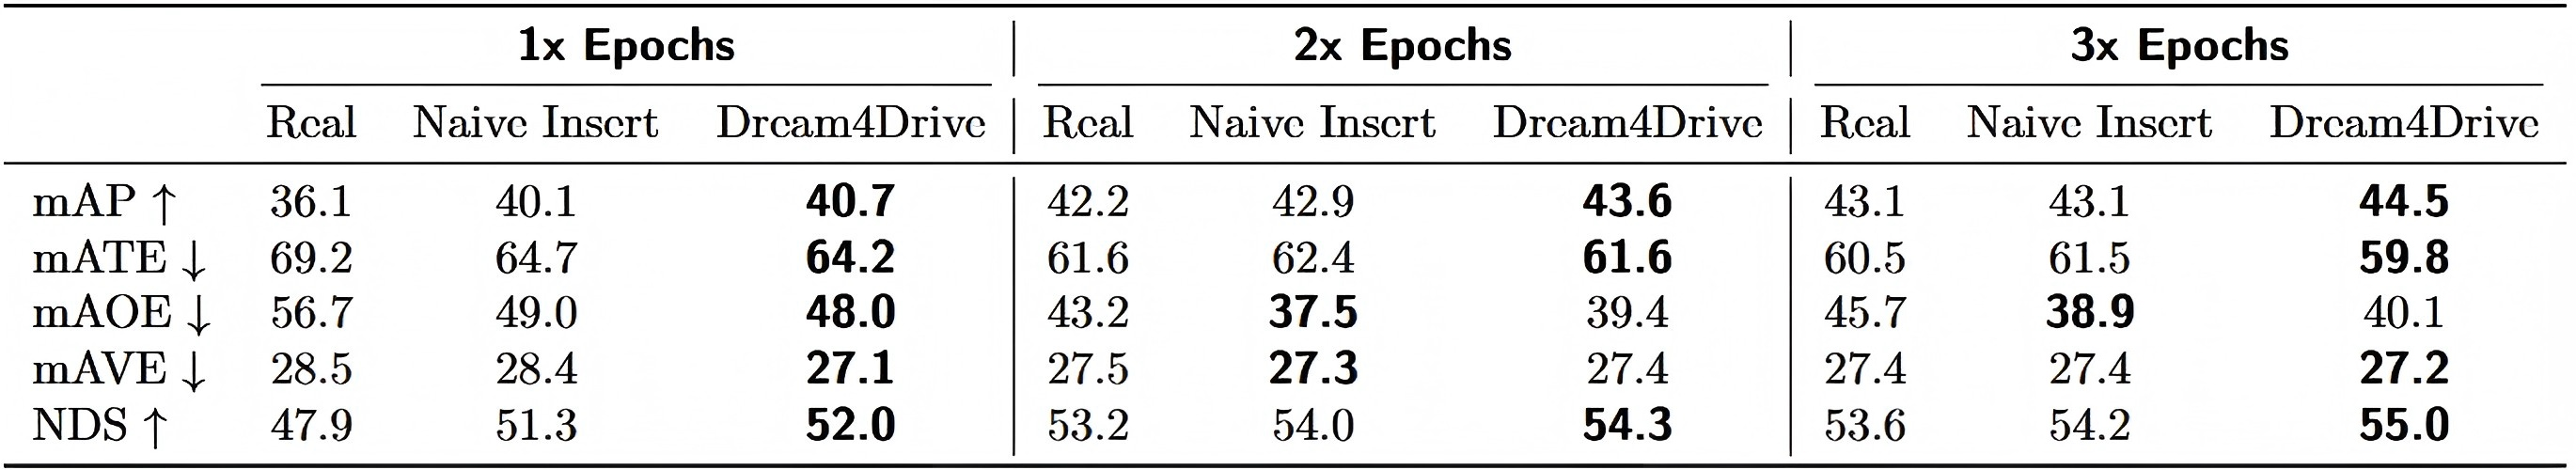 1x Epochs 2x Epochs 3x Epochs
Real Naive Insert Dream4Drive Real Naive Insert Dream4Drive Real Naive Insert Dream4Drive
mAP ↑ 36.1 40.1 40.7 42.2 42.9 43.6 43.1 43.1 44.5
mATE ↓ 69.2 64.7 64.2 61.6 62.4 61.6 60.5 61.5 59.8
mAOE ↓ 56.7 49.0 48.0 43.2 37.5 39.4 45.7 38.9 40.1
mAVE ↓ 28.5 28.4 27.1 27.5 27.3 27.4 27.4 27.4 27.2
NDS ↑ 47.9 51.3 52.0 53.2 54.0 54.3 53.6 54.2 55.0